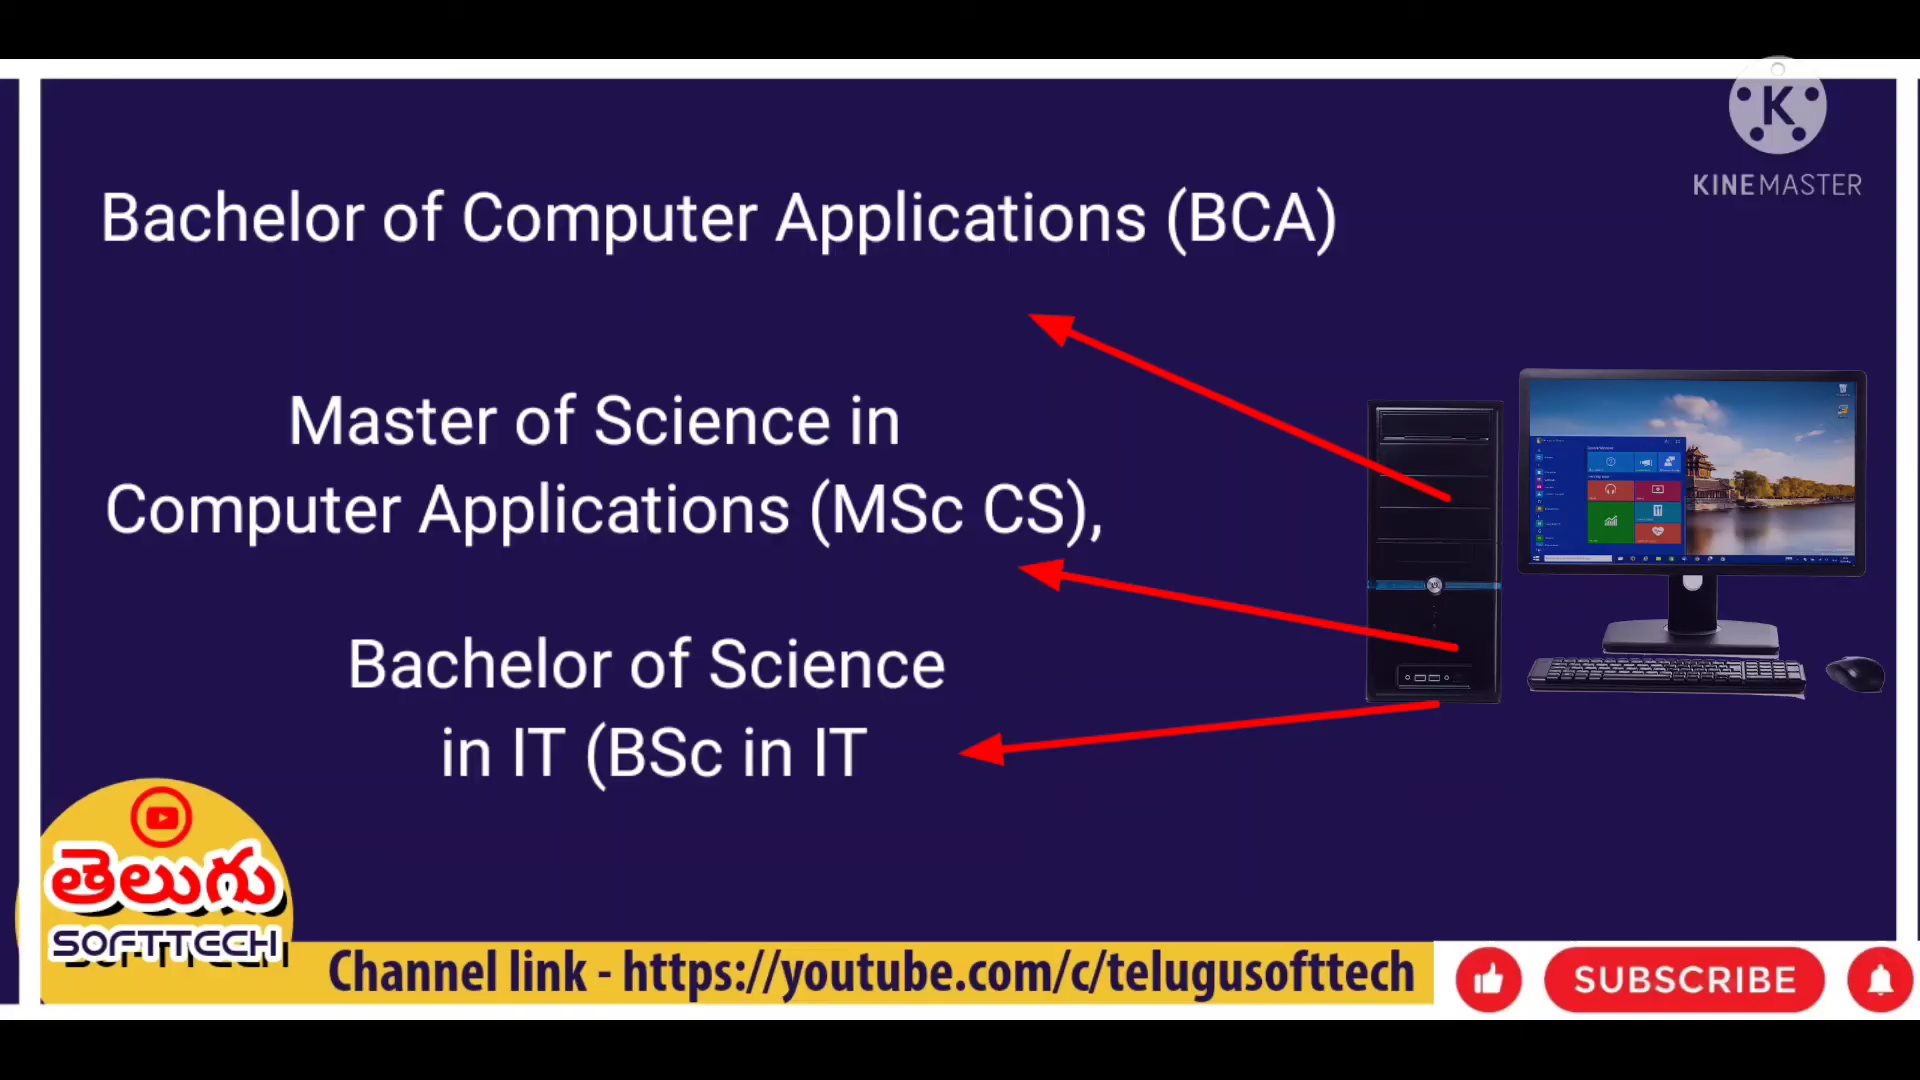 KINEMASTER
Bachelor of Computer Applications (BCA)
Master of Science in
Computer Applications (MSc CS),
Bachelor of Science
in IT (BSc in IT
తెలుగు
SOFTTECH
Channel link - https://youtube.com/c/telugusofttech
SUBSCRIBE